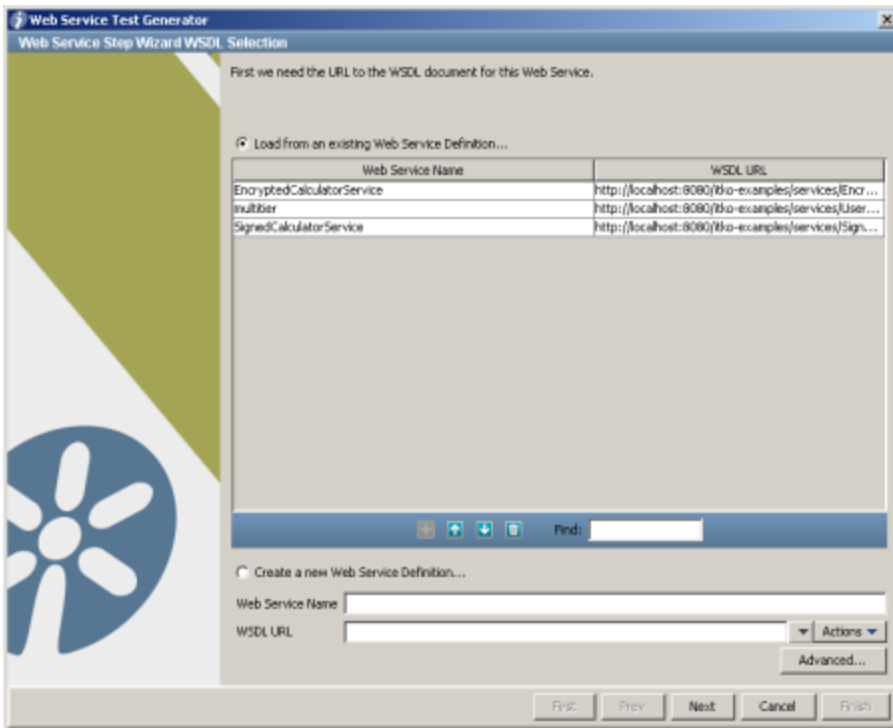 Web Service Test Generator
Web Service Step Wizard WSDL Selection
First we need the URL to the WSDL document for this Web Service.
Load from an existing Web Service Definition...
Web Service Name WSDL URL
EncryptedCalculatorService http://localhost:8080/itko-examples/services/Encr...
multitier http://localhost:8080/itko-examples/services/User...
SignedCalculatorService http://localhost:8080/itko-examples/services/Sign...
Find:
Create a new Web Service Definition...
Web Service Name
WSDL URL Actions
Advanced...
First Prev Next Cancel Finish